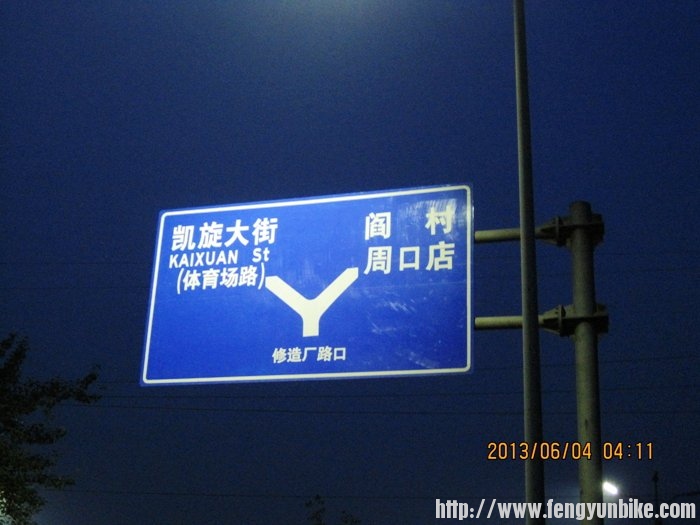 凯旋大街
KAIXUAN St
(体育场路)
阎 村
周口店
修造厂路口
2013/06/04 04:11
http://www.fengyunbike.com